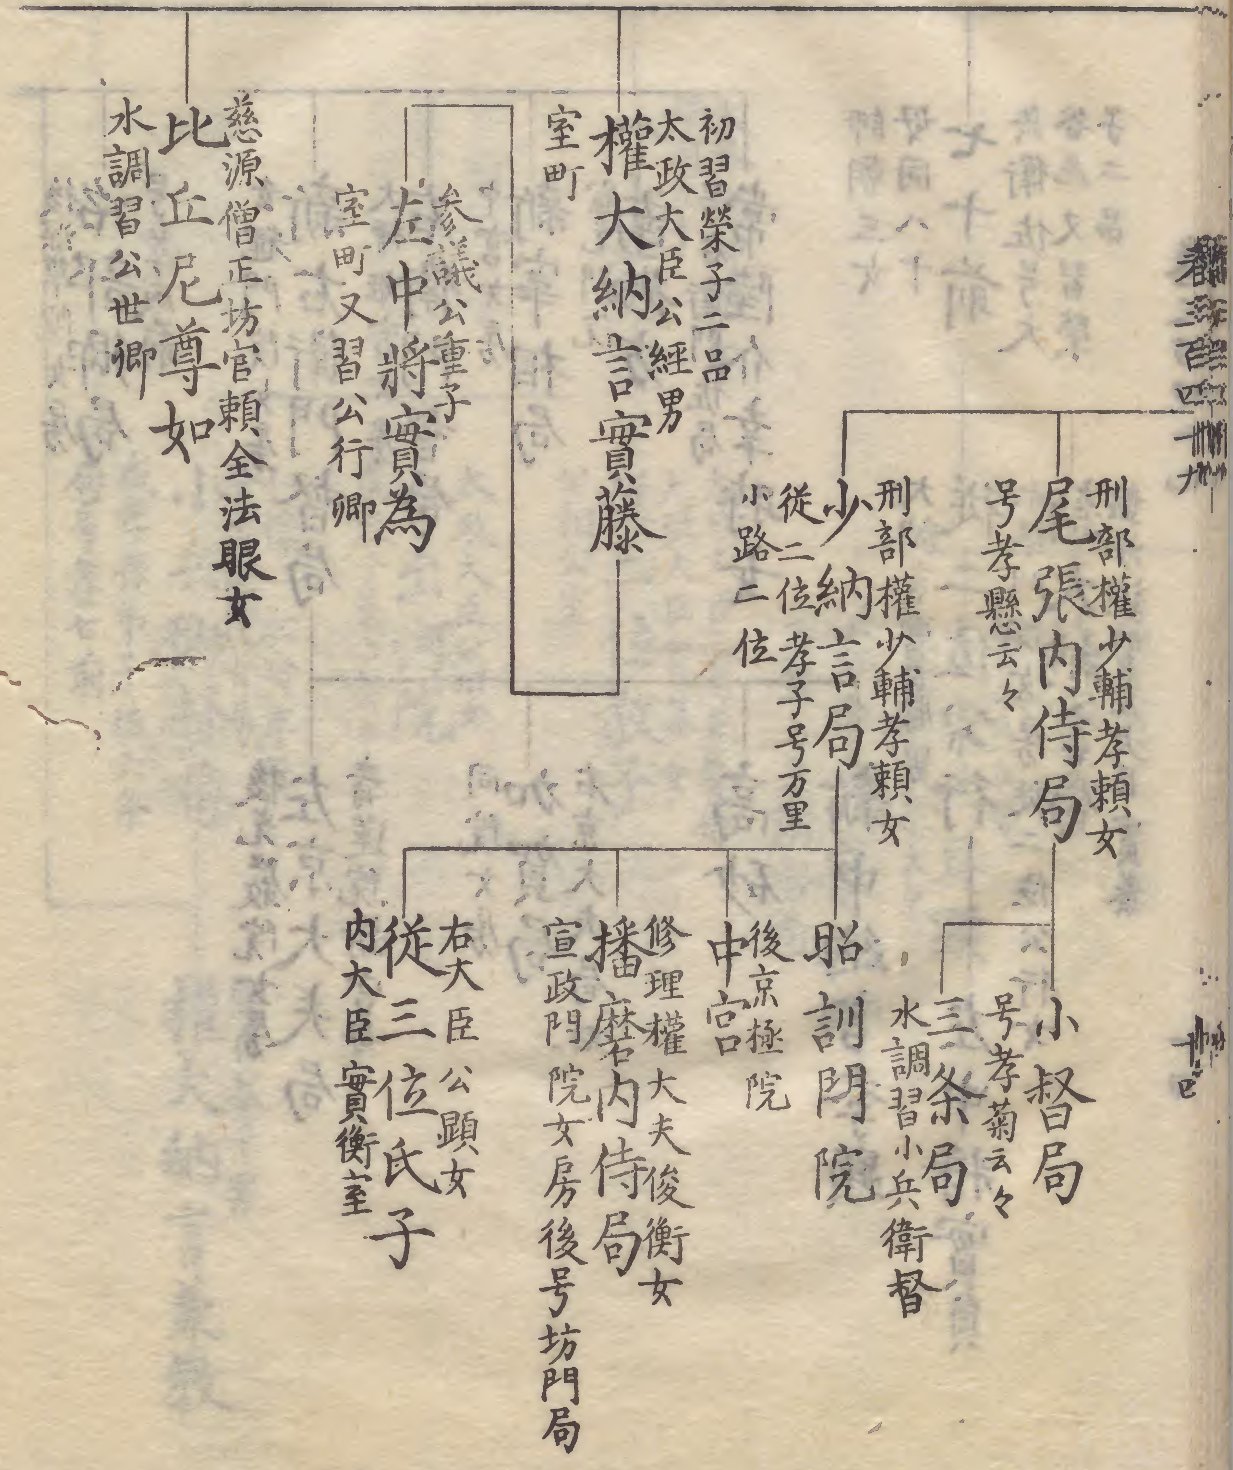 刑部權少輔孝頼女
尾張内侍局
号孝懸云々
刑部權少輔孝頼女
少納言局
從二位孝子号万里
小路二位
小督局
号孝菊云々
三条局
水調習小兵衛督
昭訓門院
後京極院
中宮
修理權大夫俊衡女
播磨内侍局
宣政門院女房後号坊門局
右大臣公顕女
從三位氏子
内大臣實衡室
初習榮子二品
太政大臣公經男
權大納言實藤
室町
参議公重子
左中將實為
室町又習公行卿
慈源僧正坊官頼全法眼女
比丘尼尊如
水調習公世卿